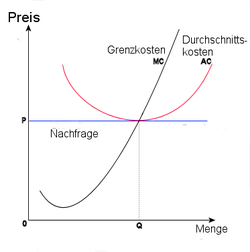 Preis
Grenzkosten
MC
Durchschnitts-
kosten
AC
P
Nachfrage
0
Q
Menge